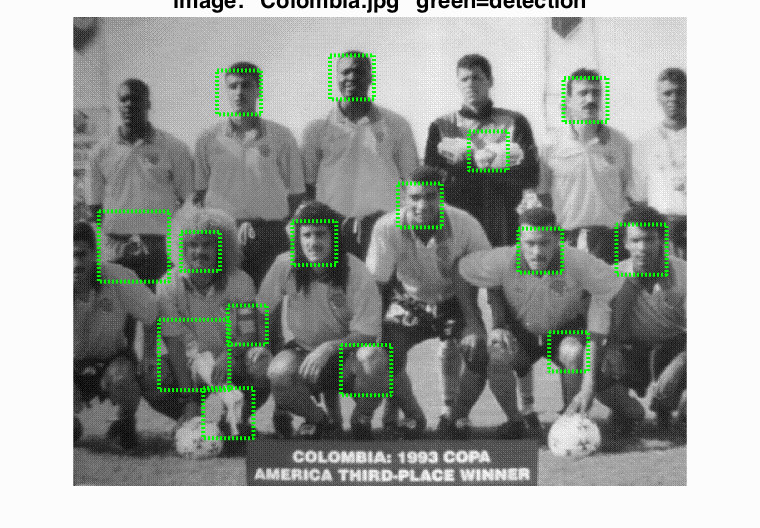 image: "Colombia.jpg" green=detection
COLOMBIA: 1993 COPA
AMERICA THIRD-PLACE WINNER